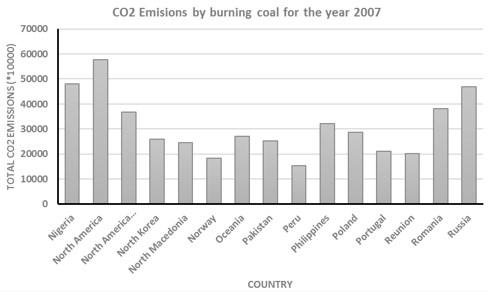 CO2 Emisions by burning coal for the year 2007
TOTAL CO2 EMISSIONS (*10000)
70000
60000
50000
40000
30000
20000
10000
0
Nigeria
North America
North America...
North Korea
North Macedonia
Norway
Oceania
Pakistan
Peru
Philippines
Poland
Portugal
Reunion
Romania
Russia
COUNTRY